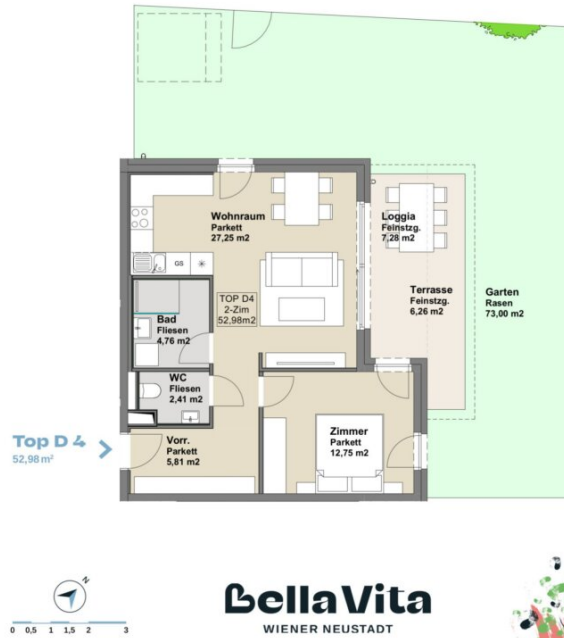 Wohnraum
Parkett
27,25 m2
Loggia
Feinstzg.
7,28 m2
GS
TOP D4
2-Zim
52,98m2
Terrasse
Feinstzg.
6,26 m2
Garten
Rasen
73,00 m2
Bad
Fliesen
4,76 m2
WC
Fliesen
2,41 m2
Top D 4
52,98 m²
Vorr.
Parkett
5,81 m2
Zimmer
Parkett
12,75 m2
N
0 0,5 1 1,5 2 3
BellaVita
WIENER NEUSTADT